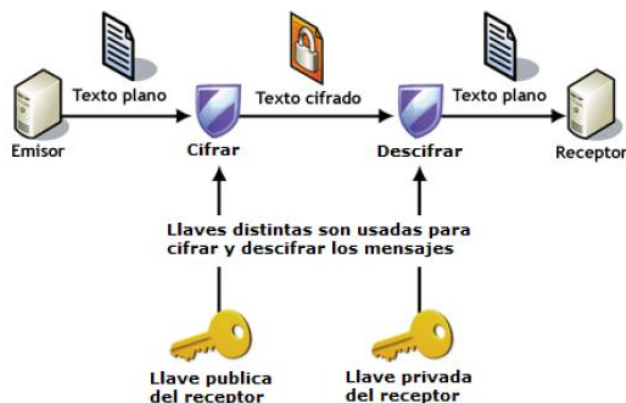 Texto plano
Texto cifrado
Texto plano
Emisor
Cifrar
Descifrar
Receptor
Llaves distintas son usadas para
cifrar y descifrar los mensajes
Llave publica
del receptor
Llave privada
del receptor